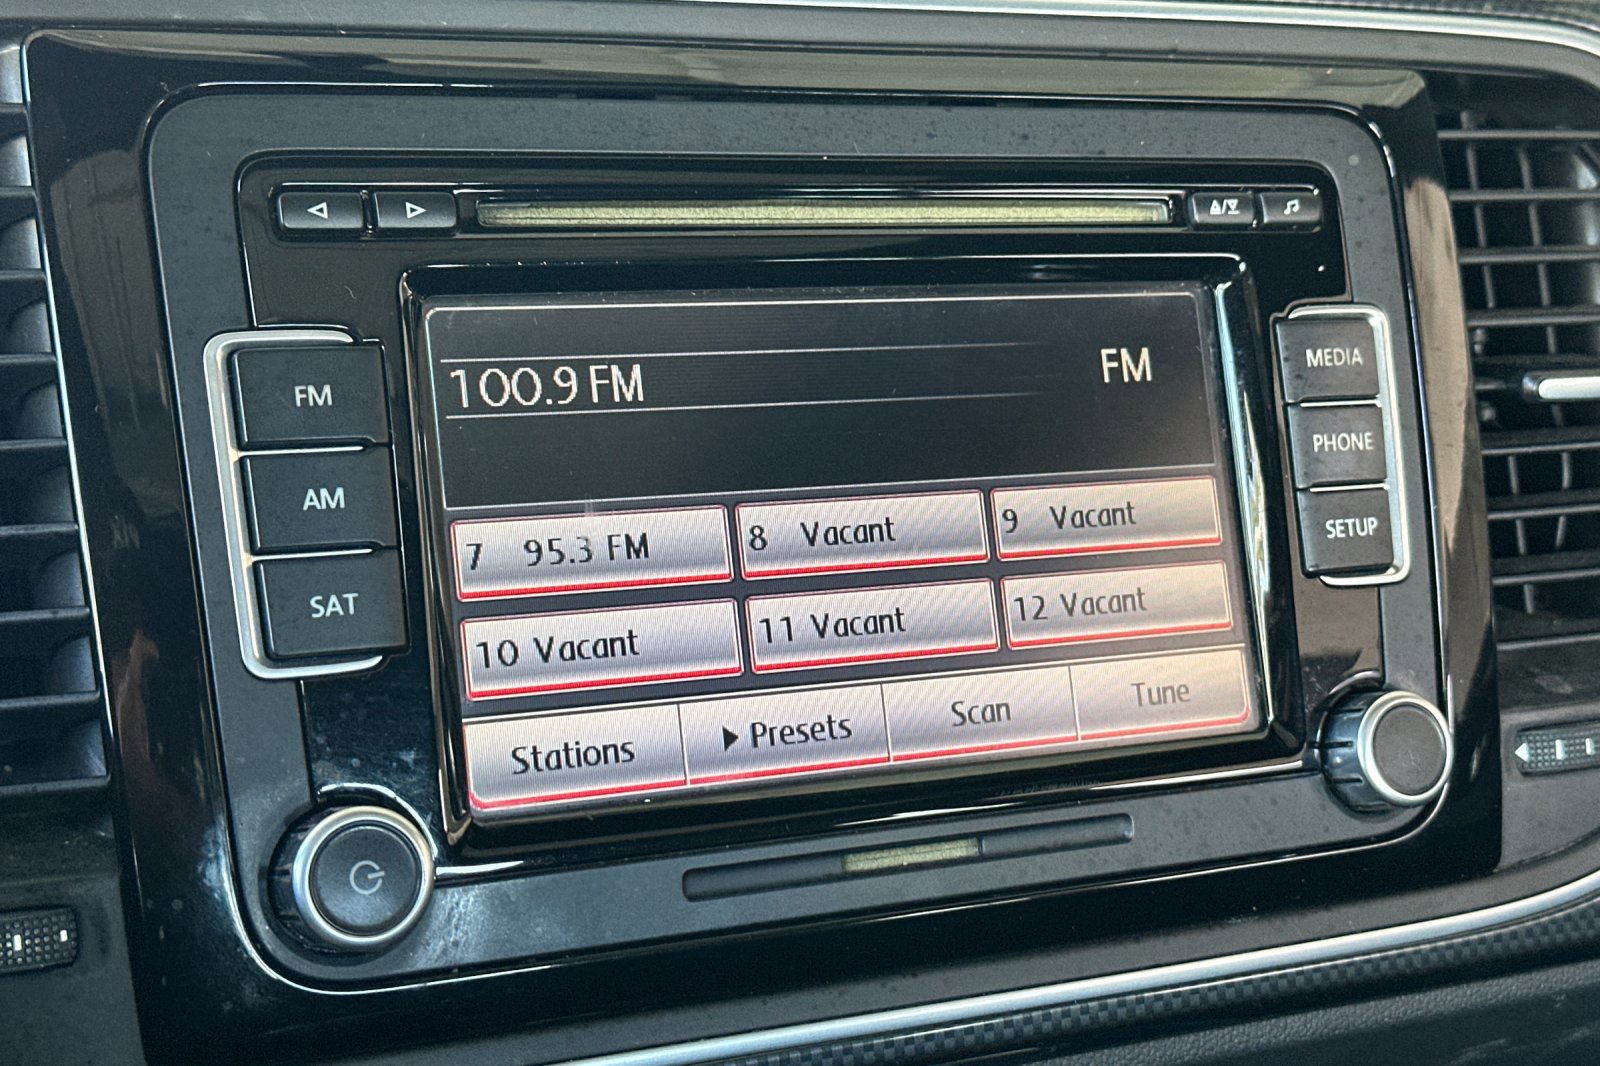 FM
AM
SAT
100.9 FM
FM
7 95.3 FM
8 Vacant
9 Vacant
10 Vacant
11 Vacant
12 Vacant
Stations
Presets
Scan
Tune
MEDIA
PHONE
SETUP